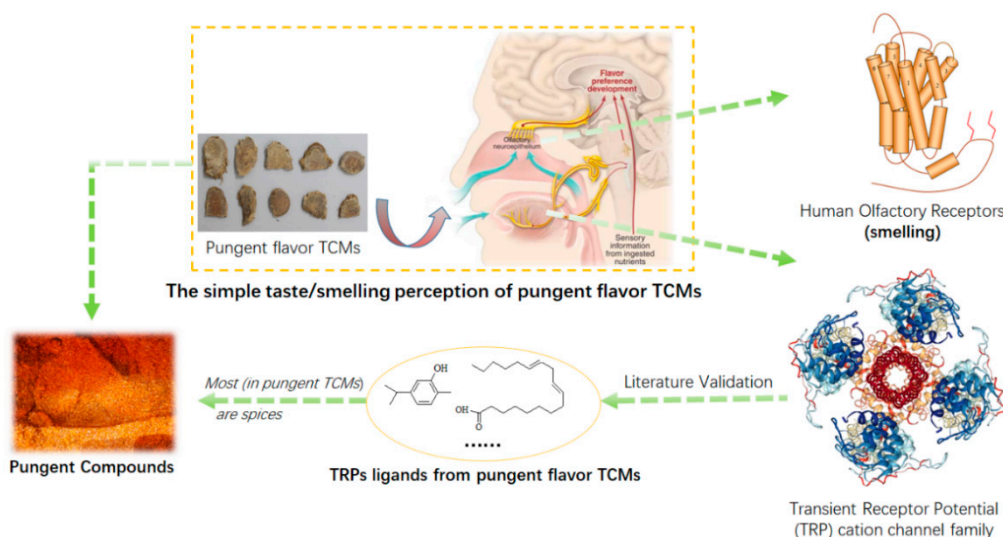 Flavor
preference
development
Olfactory
neuroepithelium
Sensory
information
from ingested
nutrients
Pungent flavor TCMs
The simple taste/smelling perception of pungent flavor TCMs
Human Olfactory Receptors
(smelling)
Most (in pungent TCMs)
are spices
OH
HO
O
......
Literature Validation
Pungent Compounds
TRPs ligands from pungent flavor TCMs
Transient Receptor Potential
(TRP) cation channel family